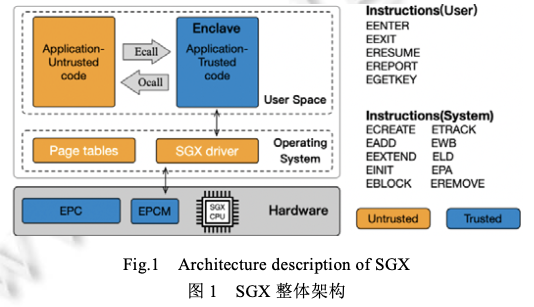 Application-
Untrusted
code
Ecall
Ocall
Enclave
Application-
Trusted
code
User Space
Page tables
SGX driver
Operating
System
EPC
EPCM
SGX
CPU
Hardware
Instructions(User)
EENTER
EEXIT
ERESUME
EREPORT
EGETKEY
Instructions(System)
ECREATE ETRACK
EADD EWB
EEXTEND ELD
EINIT EPA
EBLOCK EREMOVE
Untrusted
Trusted
Fig.1 Architecture description of SGX
图 1 SGX 整体架构